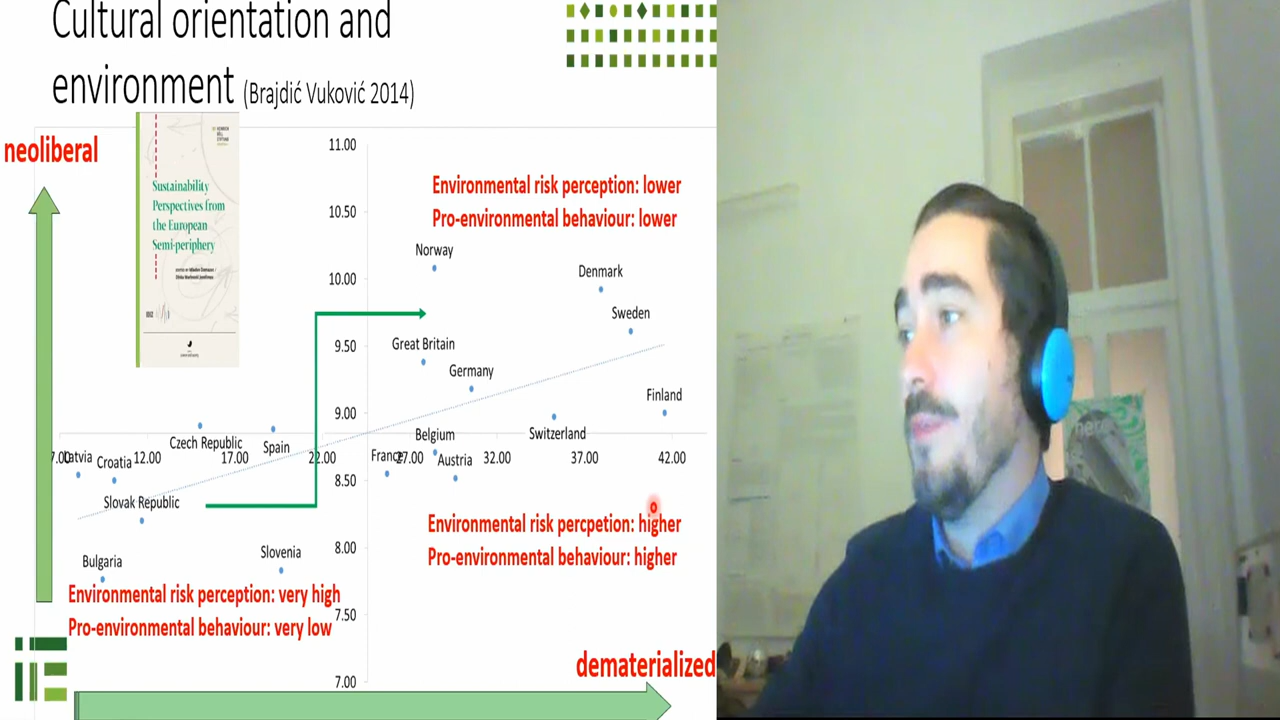 Cultural orientation and
environment (Brajdić Vuković 2014)
neoliberal
Sustainability
Perspectives from
the European
Semi-periphery
11.00
Environmental risk perception: lower
10.50
Pro-environmental behaviour: lower
Norway
10.00
Denmark
Sweden
9.50
Great Britain
Germany
Finland
9.00
Czech Republic
Spain
Belgium
Switzerland
7.00
Latvia
Croatia
12.00
17.00
22.00
France
27.00
Austria
32.00
37.00
42.00
8.50
Slovak Republic
Environmental risk percpetion: higher
Pro-environmental behaviour: higher
8.00
Bulgaria
Slovenia
Environmental risk perception: very high
7.50
Pro-environmental behaviour: very low
dematerialized
7.00
IE
here